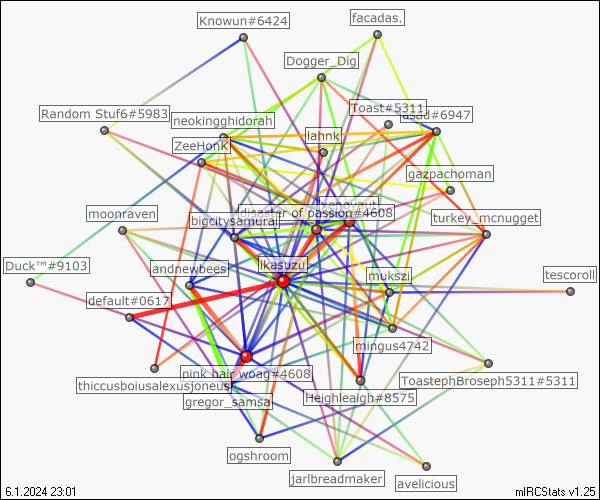 Knowun#6424
facadas.
Dogger_Dig
Random Stuf6#5983
Toast#5311
neokingghidorah
asud#6947
llahnk
ZeeHonk
gazpachoman
xenovaut
disaster of passion#4608
moonraven
bigcitysamurai
turkey_mcnugget
Duck™#9103
andnewbees
ikasuzu
mukszi
tescoroll
default#0617
mingus4742
pink hair woag#4608
thiccusboiusalexusjoneus
ToastephBroseph5311#5311
gregor_samsa
Heighleaigh#8575
ogshroom
jarlbreadmaker
avelicious
6.1.2024 23:01
mIRCStats v1.25